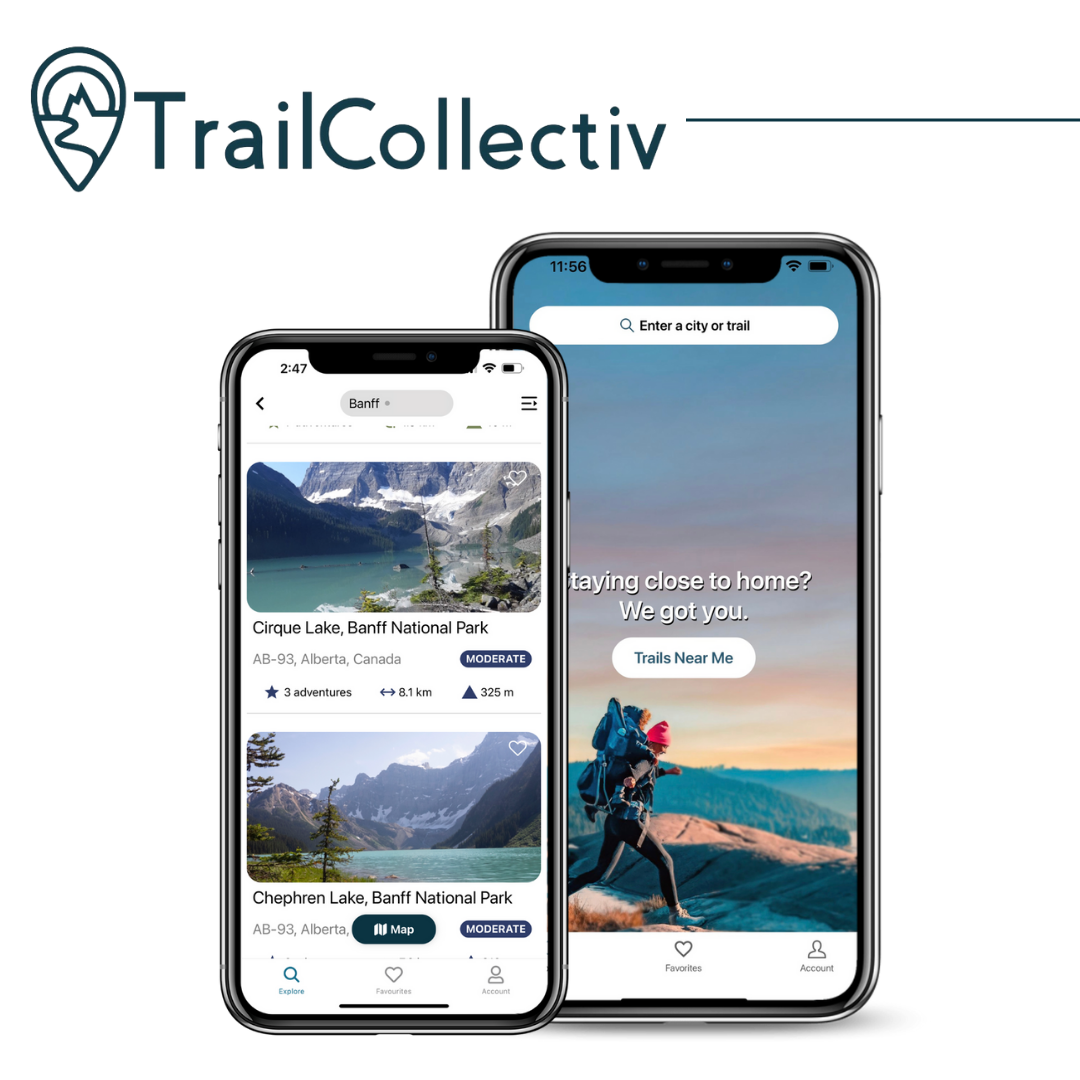 TrailCollectiv
11:56
Enter a city or trail
taying close to home?
We got you.
Trails Near Me
Favorites
Account
2:47
Banff
Cirque Lake, Banff National Park
AB-93, Alberta, Canada
MODERATE
3 adventures
8.1 km
325 m
Chephren Lake, Banff National Park
AB-93, Alberta,
Map
MODERATE
Explore
Favourites
Account